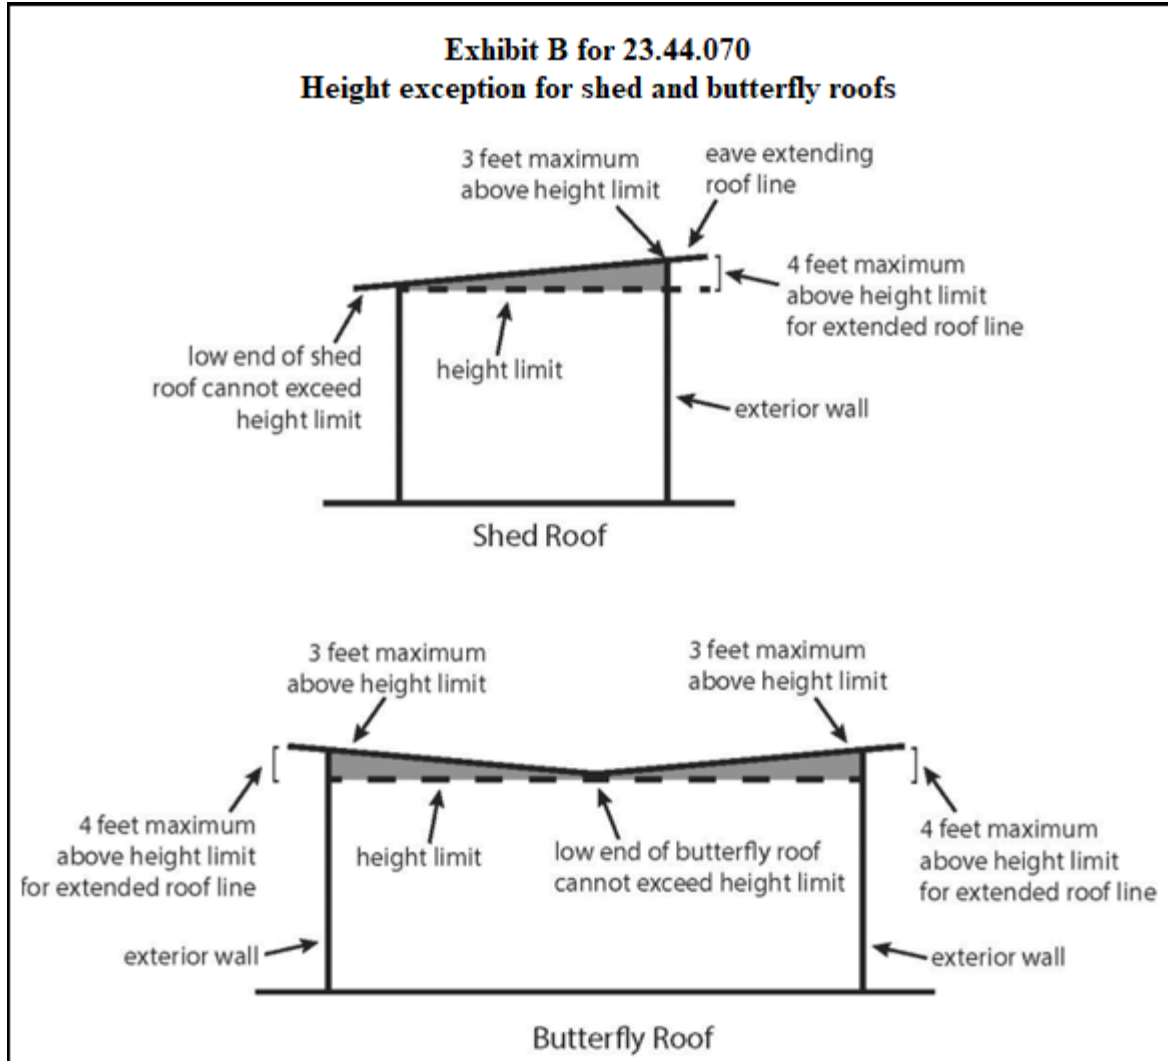 Exhibit B for 23.44.070
Height exception for shed and butterfly roofs
3 feet maximum
above height limit
eave extending
roof line
4 feet maximum
above height limit
for extended roof line
low end of shed
roof cannot exceed
height limit
height limit
exterior wall
Shed Roof
3 feet maximum
above height limit
3 feet maximum
above height limit
4 feet maximum
above height limit
for extended roof line
height limit
low end of butterfly roof
cannot exceed height limit
4 feet maximum
above height limit
for extended roof line
exterior wall
exterior wall
Butterfly Roof